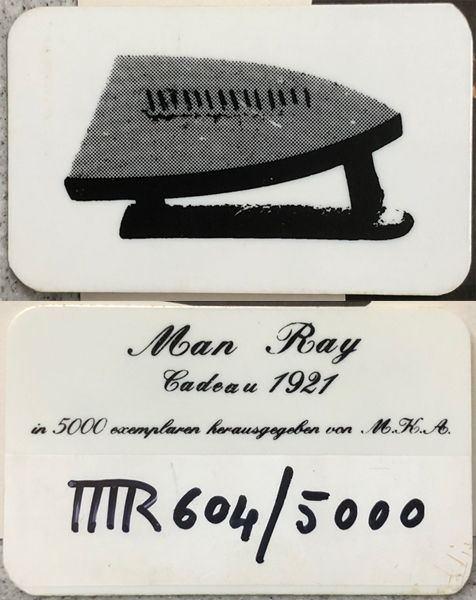 Man Ray
Cadeau 1921
in 5000 exemplaren herausgegeben von M.K.A.
MR 604/5000